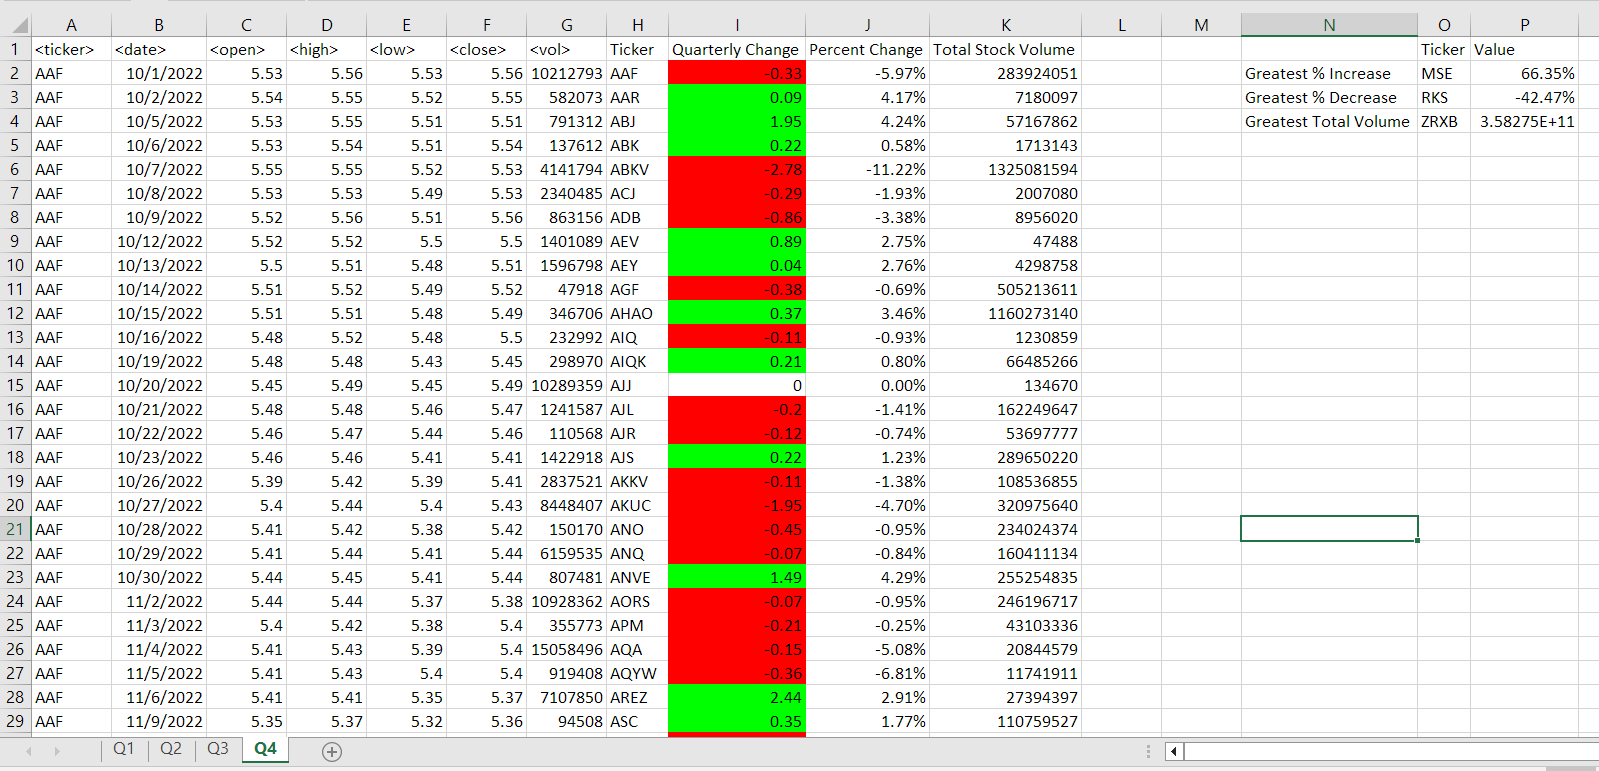 A B C D E F G H I J K L M N O P
1 <ticker> <date> <open> <high> <low> <close> <vol> Ticker Quarterly Change Percent Change Total Stock Volume Ticker Value
2 AAF 10/1/2022 5.53 5.56 5.53 5.56 10212793 AAF -0.33 -5.97% 283924051 Greatest % Increase MSE 66.35%
3 AAF 10/2/2022 5.54 5.55 5.52 5.55 582073 AAR 0.09 4.17% 7180097 Greatest % Decrease RKS -42.47%
4 AAF 10/5/2022 5.53 5.55 5.51 5.51 791312 ABJ 1.95 4.24% 57167862 Greatest Total Volume ZRXB 3.58275E+11
5 AAF 10/6/2022 5.53 5.54 5.51 5.54 137612 ABK 0.22 0.58% 1713143
6 AAF 10/7/2022 5.55 5.55 5.52 5.53 4141794 ABKV -2.78 -11.22% 1325081594
7 AAF 10/8/2022 5.53 5.53 5.49 5.53 2340485 ACJ -0.29 -1.93% 2007080
8 AAF 10/9/2022 5.52 5.56 5.51 5.56 863156 ADB -0.86 -3.38% 8956020
9 AAF 10/12/2022 5.52 5.52 5.5 5.5 1401089 AEV 0.89 2.75% 47488
10 AAF 10/13/2022 5.5 5.51 5.48 5.51 1596798 AEY 0.04 2.76% 4298758
11 AAF 10/14/2022 5.51 5.52 5.49 5.52 47918 AGF -0.38 -0.69% 505213611
12 AAF 10/15/2022 5.51 5.51 5.48 5.49 346706 AHAO 0.37 3.46% 1160273140
13 AAF 10/16/2022 5.48 5.52 5.48 5.5 232992 AIQ -0.11 -0.93% 1230859
14 AAF 10/19/2022 5.48 5.48 5.43 5.45 298970 AIQK 0.21 0.80% 66485266
15 AAF 10/20/2022 5.45 5.49 5.45 5.49 10289359 AJJ 0 0.00% 134670
16 AAF 10/21/2022 5.48 5.48 5.46 5.47 1241587 AJL -0.2 -1.41% 162249647
17 AAF 10/22/2022 5.46 5.47 5.44 5.46 110568 AJR -0.12 -0.74% 53697777
18 AAF 10/23/2022 5.46 5.46 5.41 5.41 1422918 AJS 0.22 1.23% 289650220
19 AAF 10/26/2022 5.39 5.42 5.39 5.41 2837521 AKKV -0.11 -1.38% 108536855
20 AAF 10/27/2022 5.4 5.44 5.4 5.43 8448407 AKUC -1.95 -4.70% 320975640
21 AAF 10/28/2022 5.41 5.42 5.38 5.42 150170 ANO -0.45 -0.95% 234024374
22 AAF 10/29/2022 5.41 5.44 5.41 5.44 6159535 ANQ -0.07 -0.84% 160411134
23 AAF 10/30/2022 5.44 5.45 5.41 5.44 807481 ANVE 1.49 4.29% 255254835
24 AAF 11/2/2022 5.44 5.44 5.37 5.38 10928362 AORS -0.07 -0.95% 246196717
25 AAF 11/3/2022 5.4 5.42 5.38 5.4 355773 APM -0.21 -0.25% 43103336
26 AAF 11/4/2022 5.41 5.43 5.39 5.4 15058496 AQA -0.15 -5.08% 20844579
27 AAF 11/5/2022 5.41 5.43 5.4 5.4 919408 AQYW -0.36 -6.81% 11741911
28 AAF 11/6/2022 5.41 5.41 5.35 5.37 7107850 AREZ 2.44 2.91% 27394397
29 AAF 11/9/2022 5.35 5.37 5.32 5.36 94508 ASC 0.35 1.77% 110759527
Q1 Q2 Q3 Q4